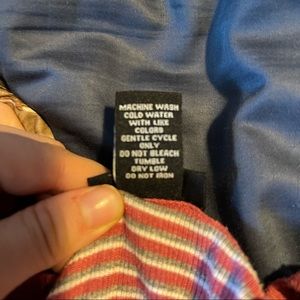 MACHINE WASH
COLD WATER
WITH LIKE
COLORS
GENTLE CYCLE
ONLY
DO NOT BLEACH
TUMBLE
DRY LOW
DO NOT IRON